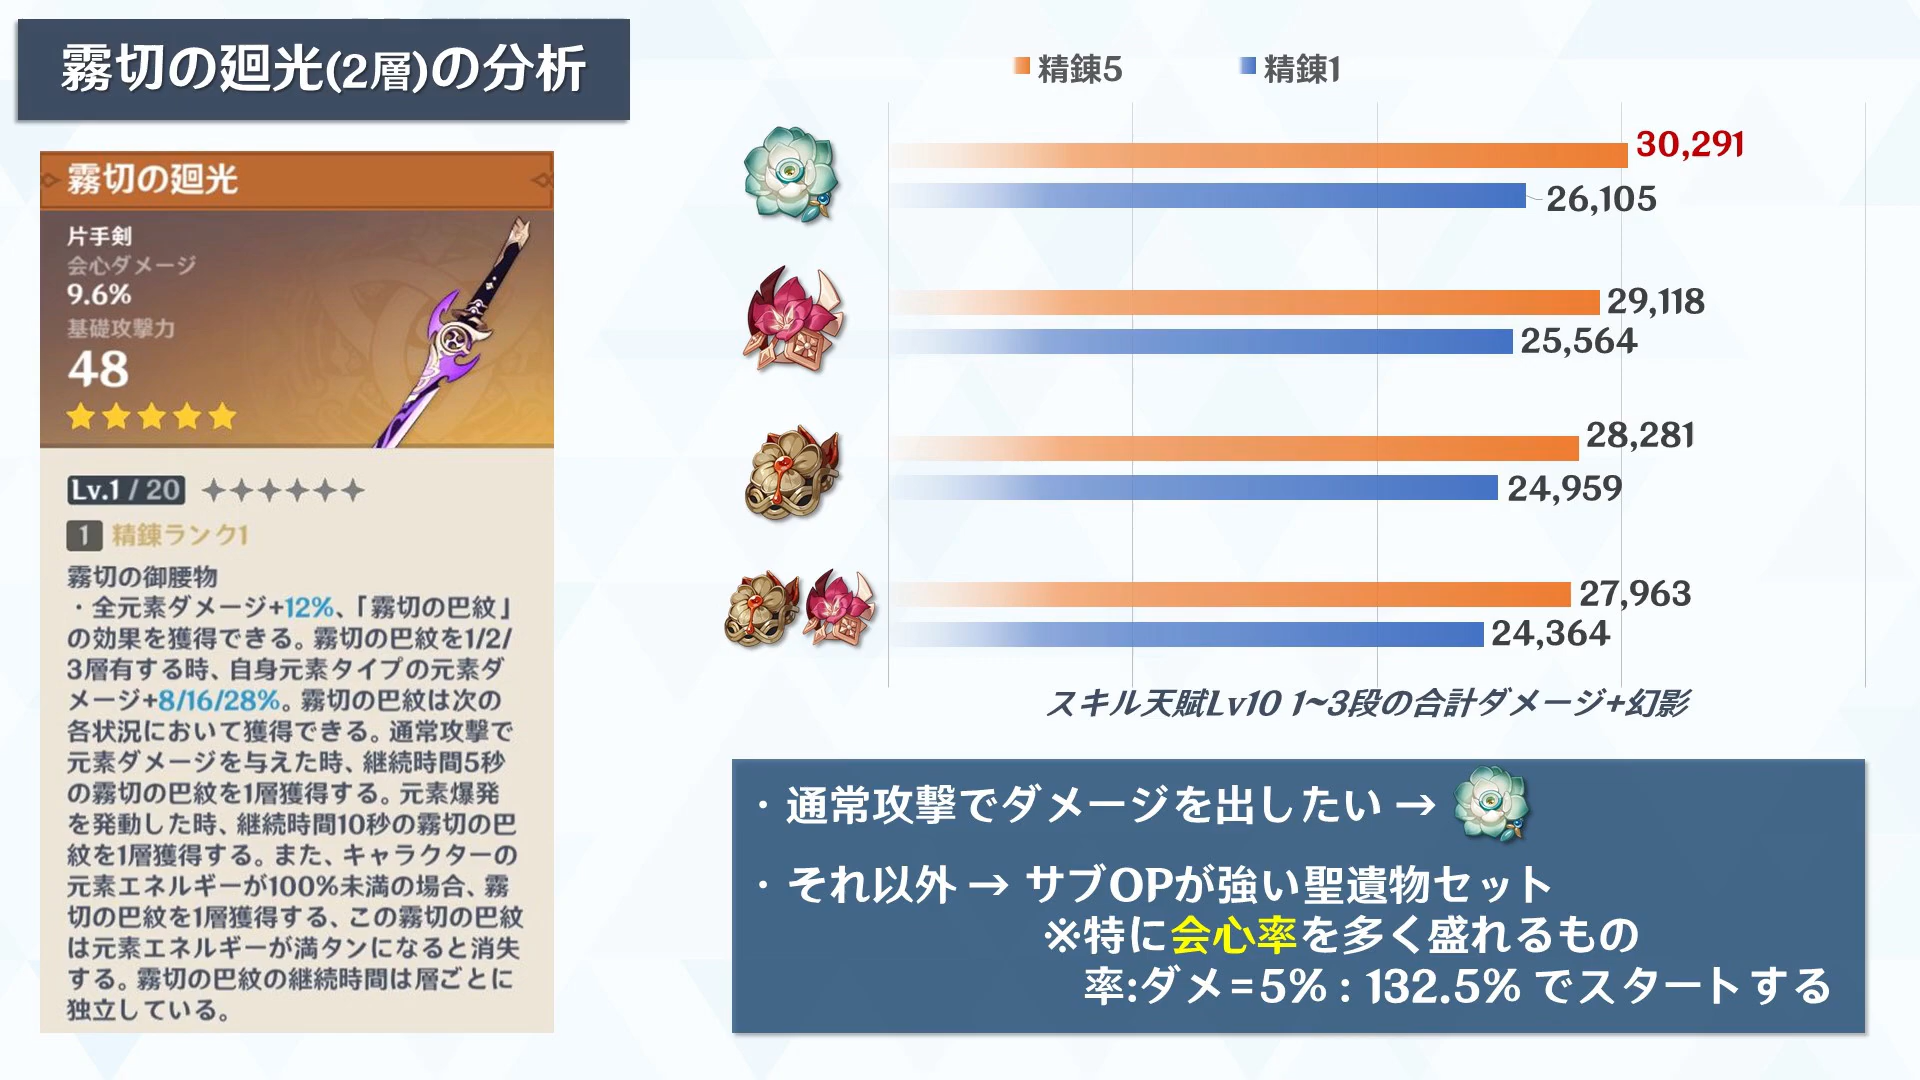 霧切の廻光(2層)の分析
霧切の廻光
片手剣
会心ダメージ
9.6%
基礎攻撃力
48
Lv.1 / 20
1 精錬ランク1
霧切の御腰物
・全元素ダメージ+12%、「霧切の巴紋」
の効果を獲得できる。霧切の巴紋を1/2/
3層有する時、自身元素タイプの元素ダ
メージ+8/16/28%。霧切の巴紋は次の
各状況において獲得できる。通常攻撃で
元素ダメージを与えた時、継続時間5秒
の霧切の巴紋を1層獲得する。元素爆発
を発動した時、継続時間10秒の霧切の巴
紋を1層獲得する。また、キャラクターの
元素エネルギーが100%未満の場合、霧
切の巴紋を1層獲得する、この霧切の巴紋
は元素エネルギーが満タンになると消失
する。霧切の巴紋の継続時間は層ごとに
独立している。
精錬5 精錬1
30,291
26,105
29,118
25,564
28,281
24,959
27,963
24,364
スキル天賦Lv10 1~3段の合計ダメージ+幻影
・通常攻撃でダメージを出したい →
・それ以外 → サブOPが強い聖遺物セット
※特に会心率を多く盛れるもの
率:ダメ=5% : 132.5% でスタートする